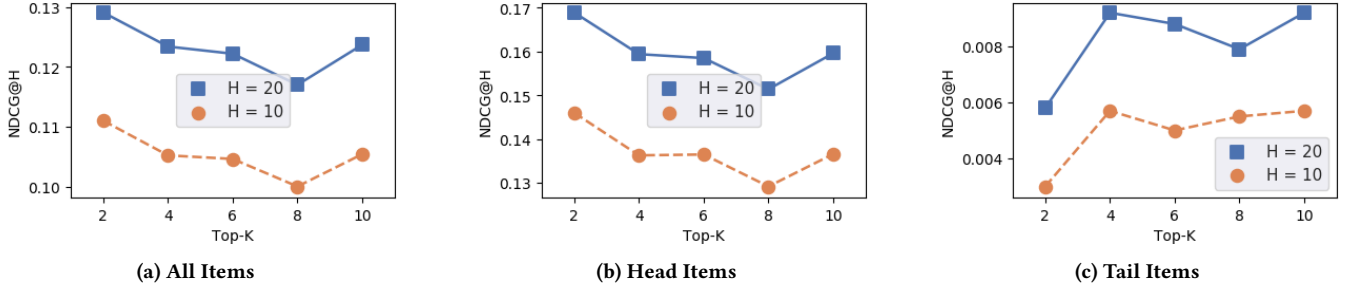 0.13
0.12
0.11
0.10
NDCG@H
H = 20
H = 10
2 4 6 8 10
Top-K
(a) All Items
0.17
0.16
0.15
0.14
0.13
NDCG@H
H = 20
H = 10
2 4 6 8 10
Top-K
(b) Head Items
0.008
0.006
0.004
NDCG@H
H = 20
H = 10
2 4 6 8 10
Top-K
(c) Tail Items